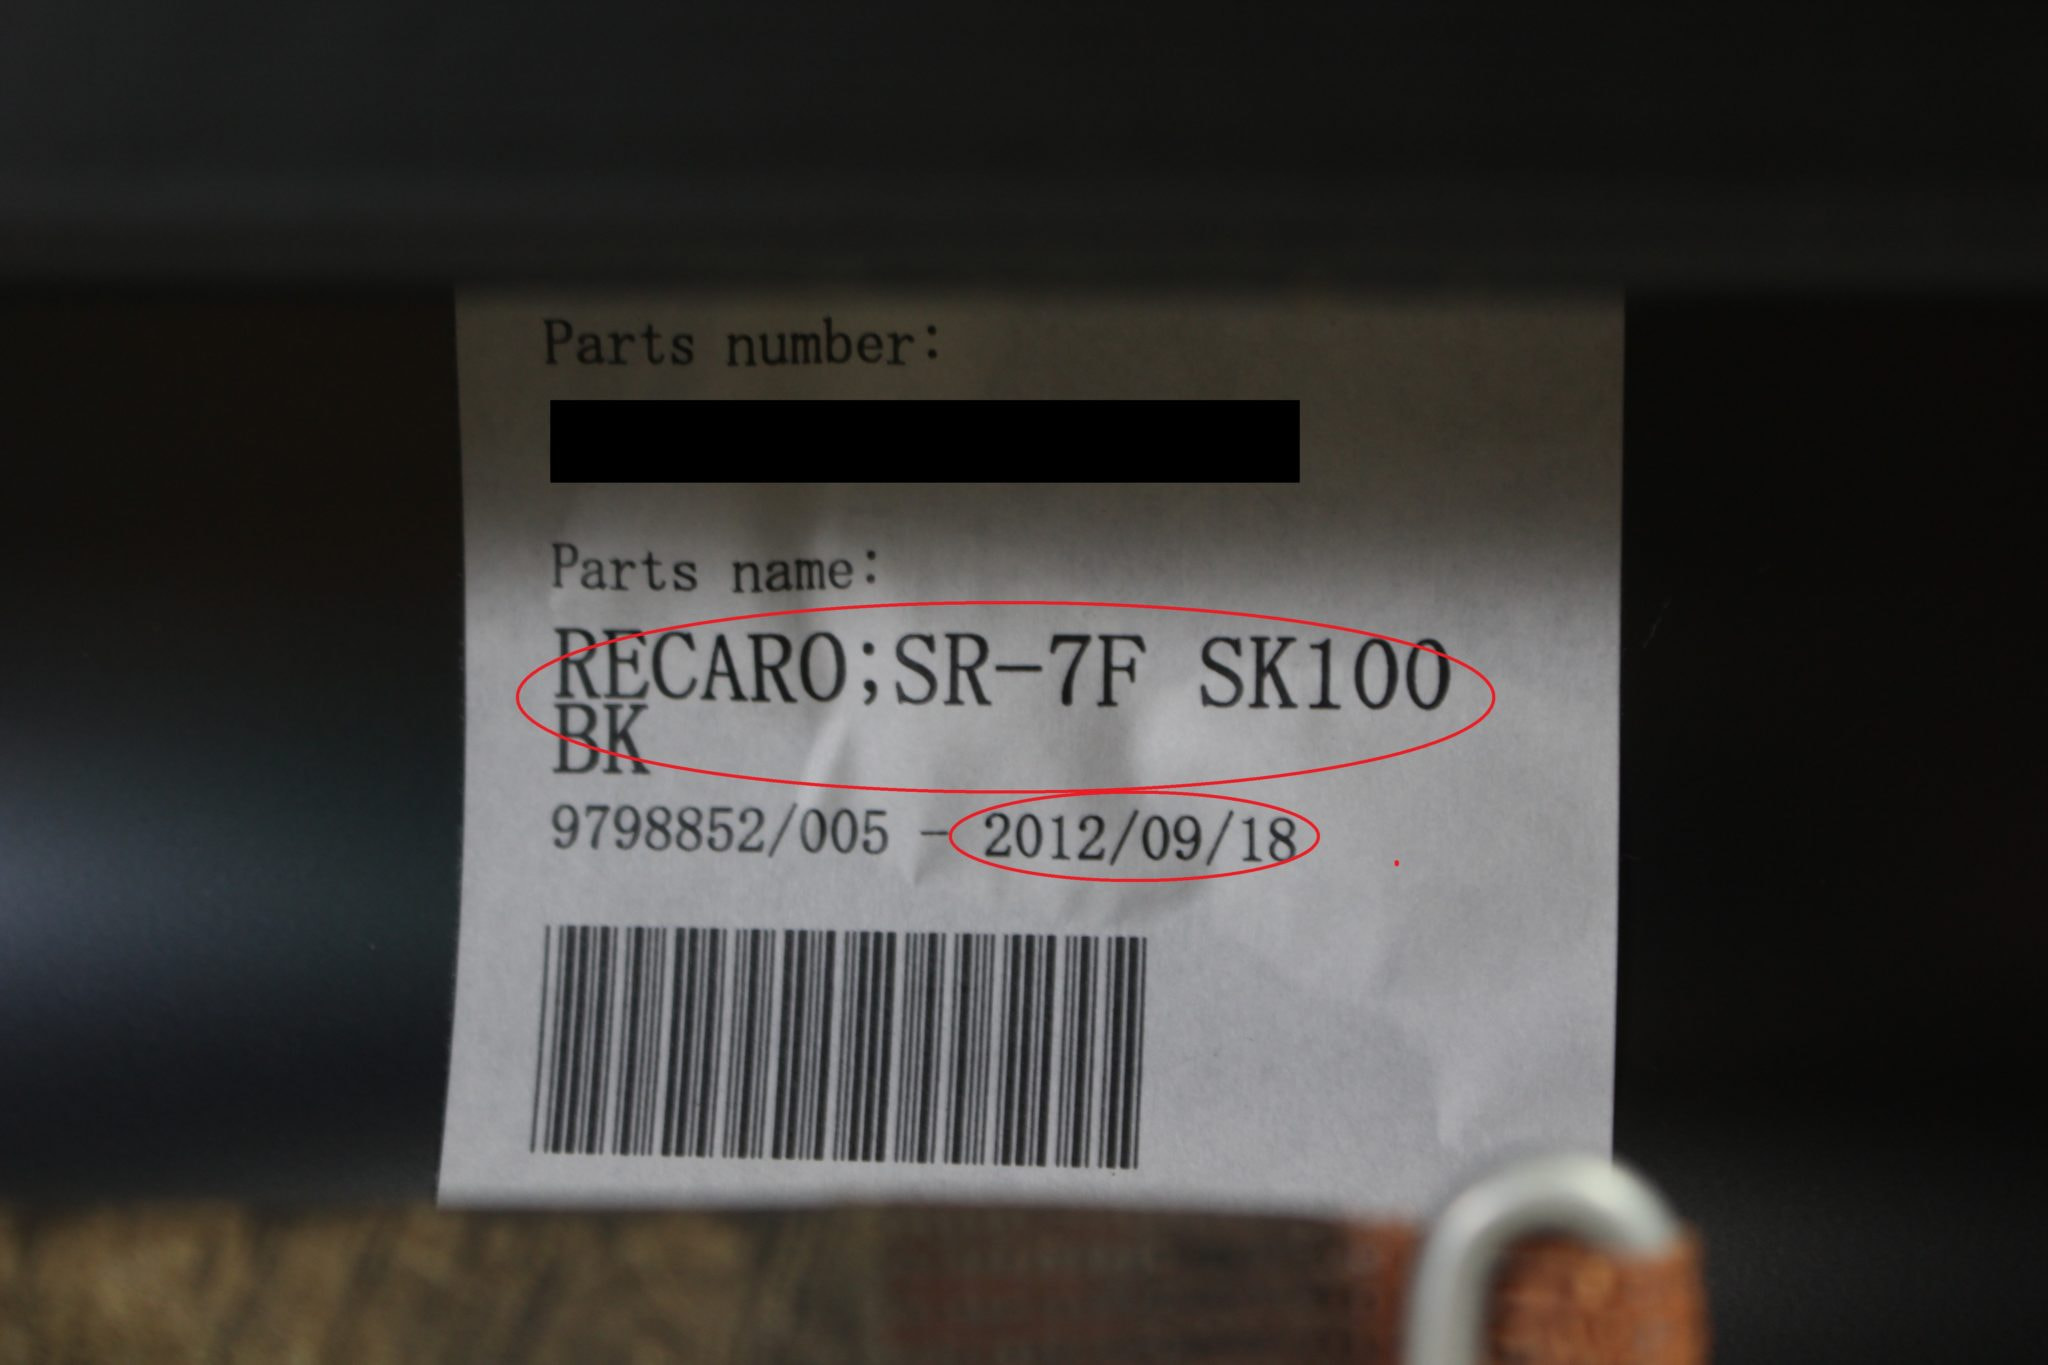 Parts number:
Parts name:
RECARO;SR-7F SK100
BK
9798852/005 - 2012/09/18